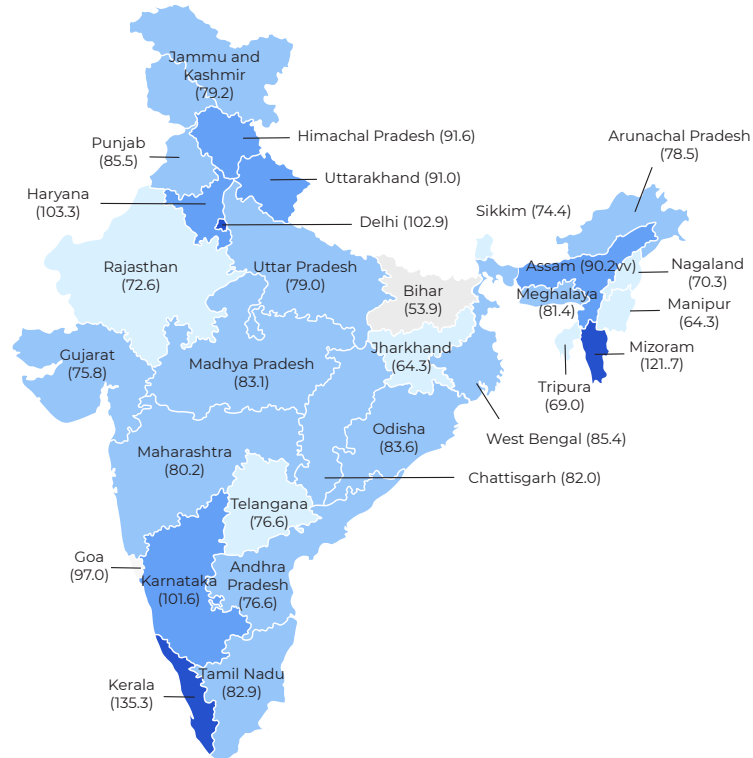 Jammu and
Kashmir
(79.2)
Himachal Pradesh (91.6)
Punjab
(85.5)
Arunachal Pradesh
(78.5)
Uttarakhand (91.0)
Haryana
(103.3)
Delhi (102.9)
Sikkim (74.4)
Rajasthan
(72.6)
Uttar Pradesh
(79.0)
Assam (90.2vv)
Nagaland
(70.3)
Bihar
(53.9)
Meghalaya
(81.4)
Manipur
(64.3)
Gujarat
(75.8)
Madhya Pradesh
(83.1)
Jharkhand
(64.3)
Mizoram
(121..7)
Tripura
(69.0)
Odisha
(83.6)
West Bengal (85.4)
Maharashtra
(80.2)
Chattisgarh (82.0)
Telangana
(76.6)
Goa
(97.0)
Karnataka
(101.6)
Andhra
Pradesh
(76.6)
Kerala
(135.3)
Tamil Nadu
(82.9)